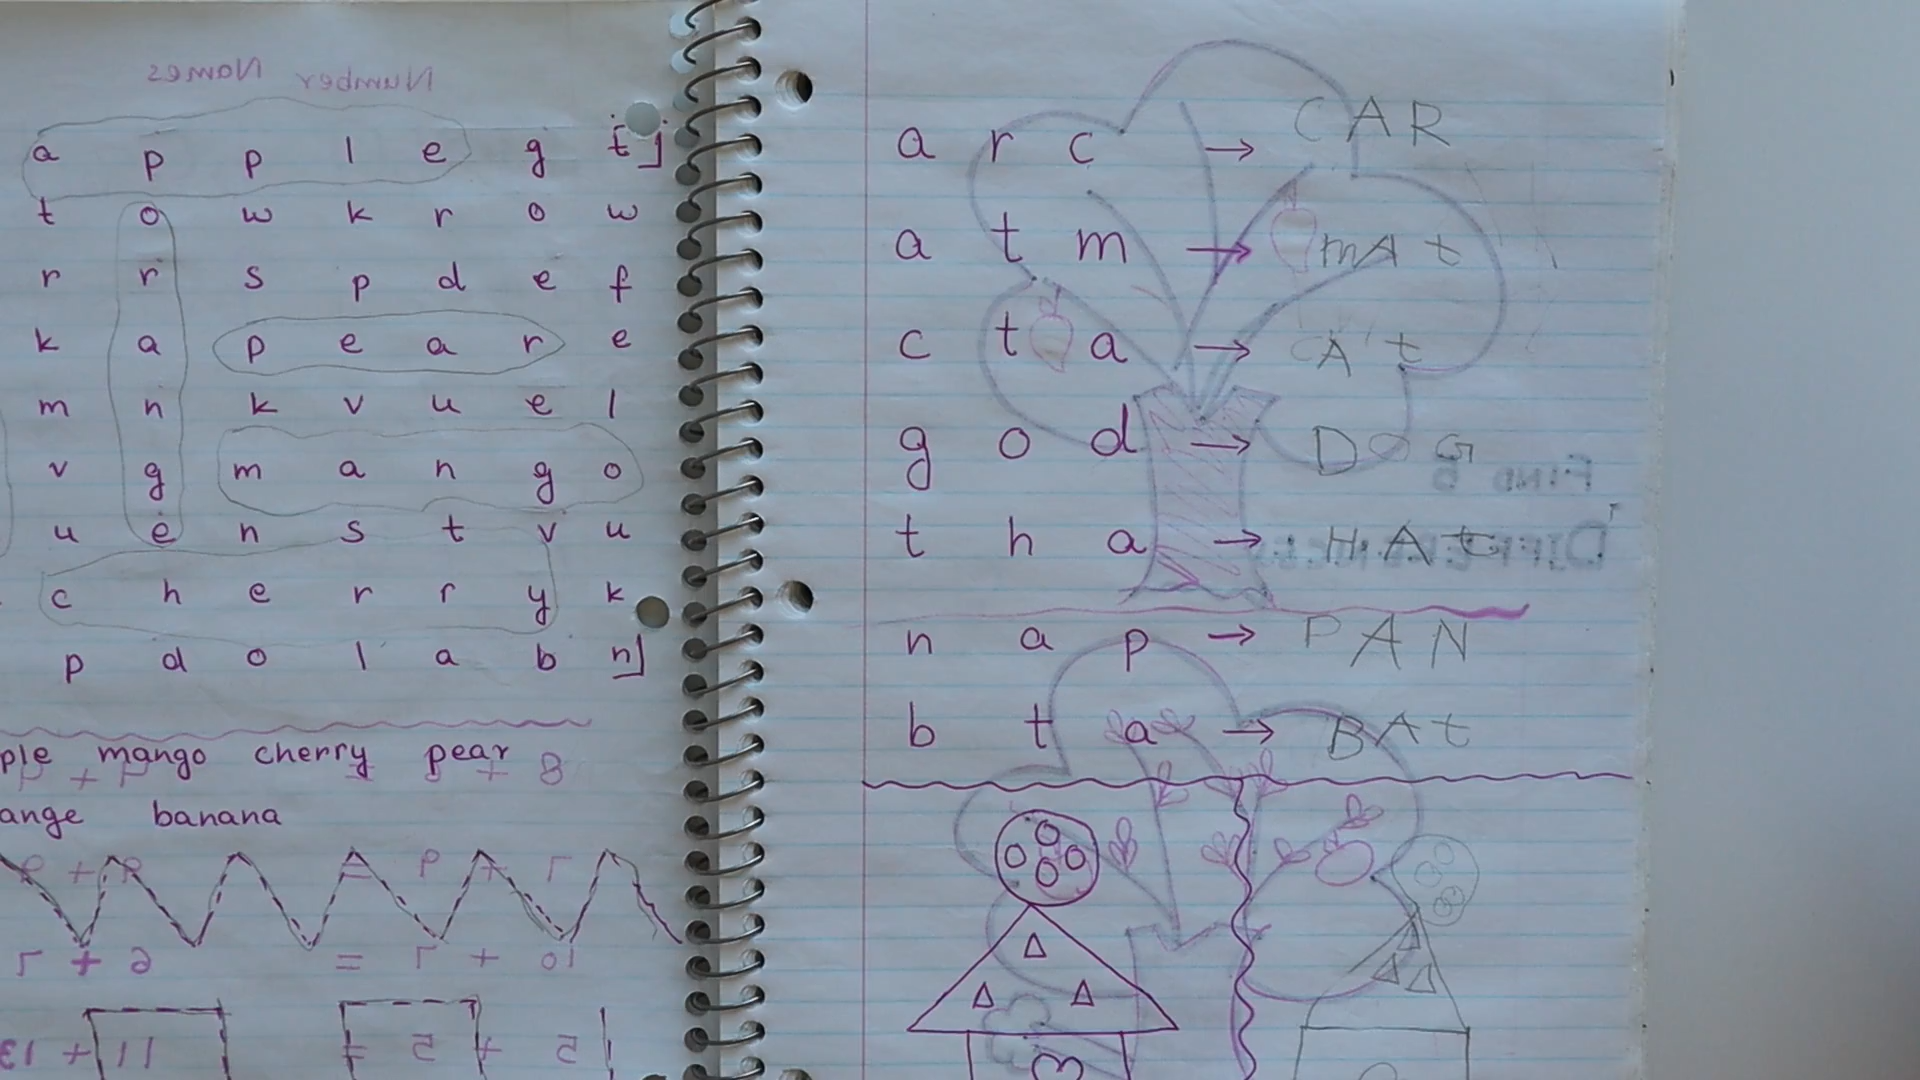 a p p l e g t
t o w k r o w
r r s p d e f
k a p e a r e
m n k v u e l
v g m a n g o
u e n s t v u
c h e r r y k
p d o l a b n
ple mango cherry pear
ange banana
a r c → CAR
a t m → mAt
c t a → CAt
g o d → DOG
t h a → HAt
n a p → PAN
b t a → BAt